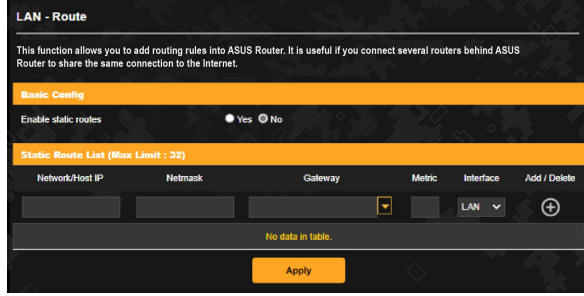 LAN - Route
This function allows you to add routing rules into ASUS Router. It is useful if you connect several routers behind ASUS
Router to share the same connection to the Internet.
Basic Config
Enable static routes Yes No
Static Route List (Max Limit : 32)
Network/Host IP Netmask Gateway Metric Interface Add / Delete
LAN
No data in table.
Apply